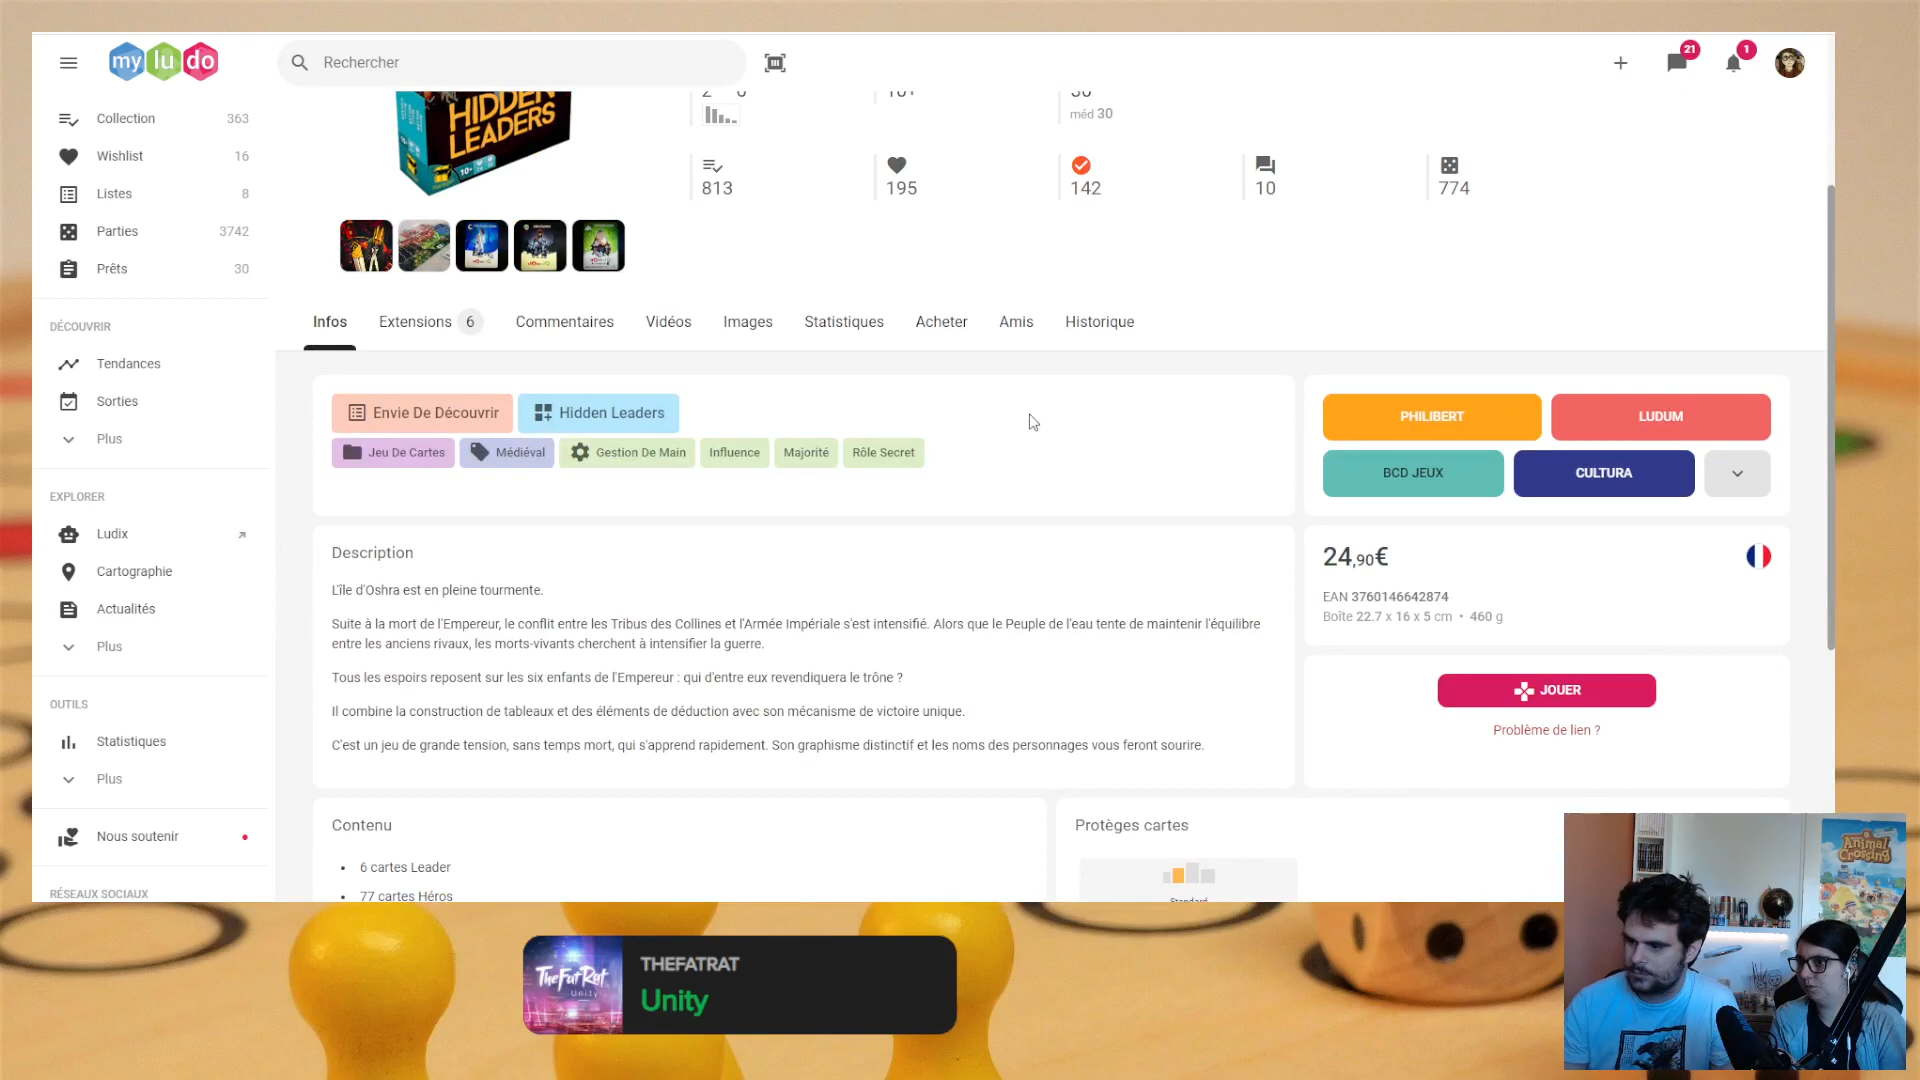 my lu do
Rechercher
21
1
Collection 363
Wishlist 16
Listes 8
Parties 3742
Prêts 30
DÉCOUVRIR
Tendances
Sorties
Plus
EXPLORER
Ludix
Cartographie
Actualités
Plus
OUTILS
Statistiques
Plus
Nous soutenir
RÉSEAUX SOCIAUX
HIDDEN
LEADERS
10+
méd 30
813
195
142
10
774
Infos
Extensions 6
Commentaires
Vidéos
Images
Statistiques
Acheter
Amis
Historique
Envie De Découvrir
Hidden Leaders
Jeu De Cartes
Médiéval
Gestion De Main
Influence
Majorité
Rôle Secret
PHILIBERT
LUDUM
BCD JEUX
CULTURA
Description
L'île d'Oshra est en pleine tourmente.
Suite à la mort de l'Empereur, le conflit entre les Tribus des Collines et l'Armée Impériale s'est intensifié. Alors que le Peuple de l'eau tente de maintenir l'équilibre
entre les anciens rivaux, les morts-vivants cherchent à intensifier la guerre.
Tous les espoirs reposent sur les six enfants de l'Empereur : qui d'entre eux revendiquera le trône ?
Il combine la construction de tableaux et des éléments de déduction avec son mécanisme de victoire unique.
C'est un jeu de grande tension, sans temps mort, qui s'apprend rapidement. Son graphisme distinctif et les noms des personnages vous feront sourire.
24,90€
EAN 3760146642874
Boîte 22.7 x 16 x 5 cm • 460 g
JOUER
Problème de lien ?
Contenu
• 6 cartes Leader
• 77 cartes Héros
Protèges cartes
Standard
Animal
Crossing
TheFatRat
Unity
THEFATRAT
Unity